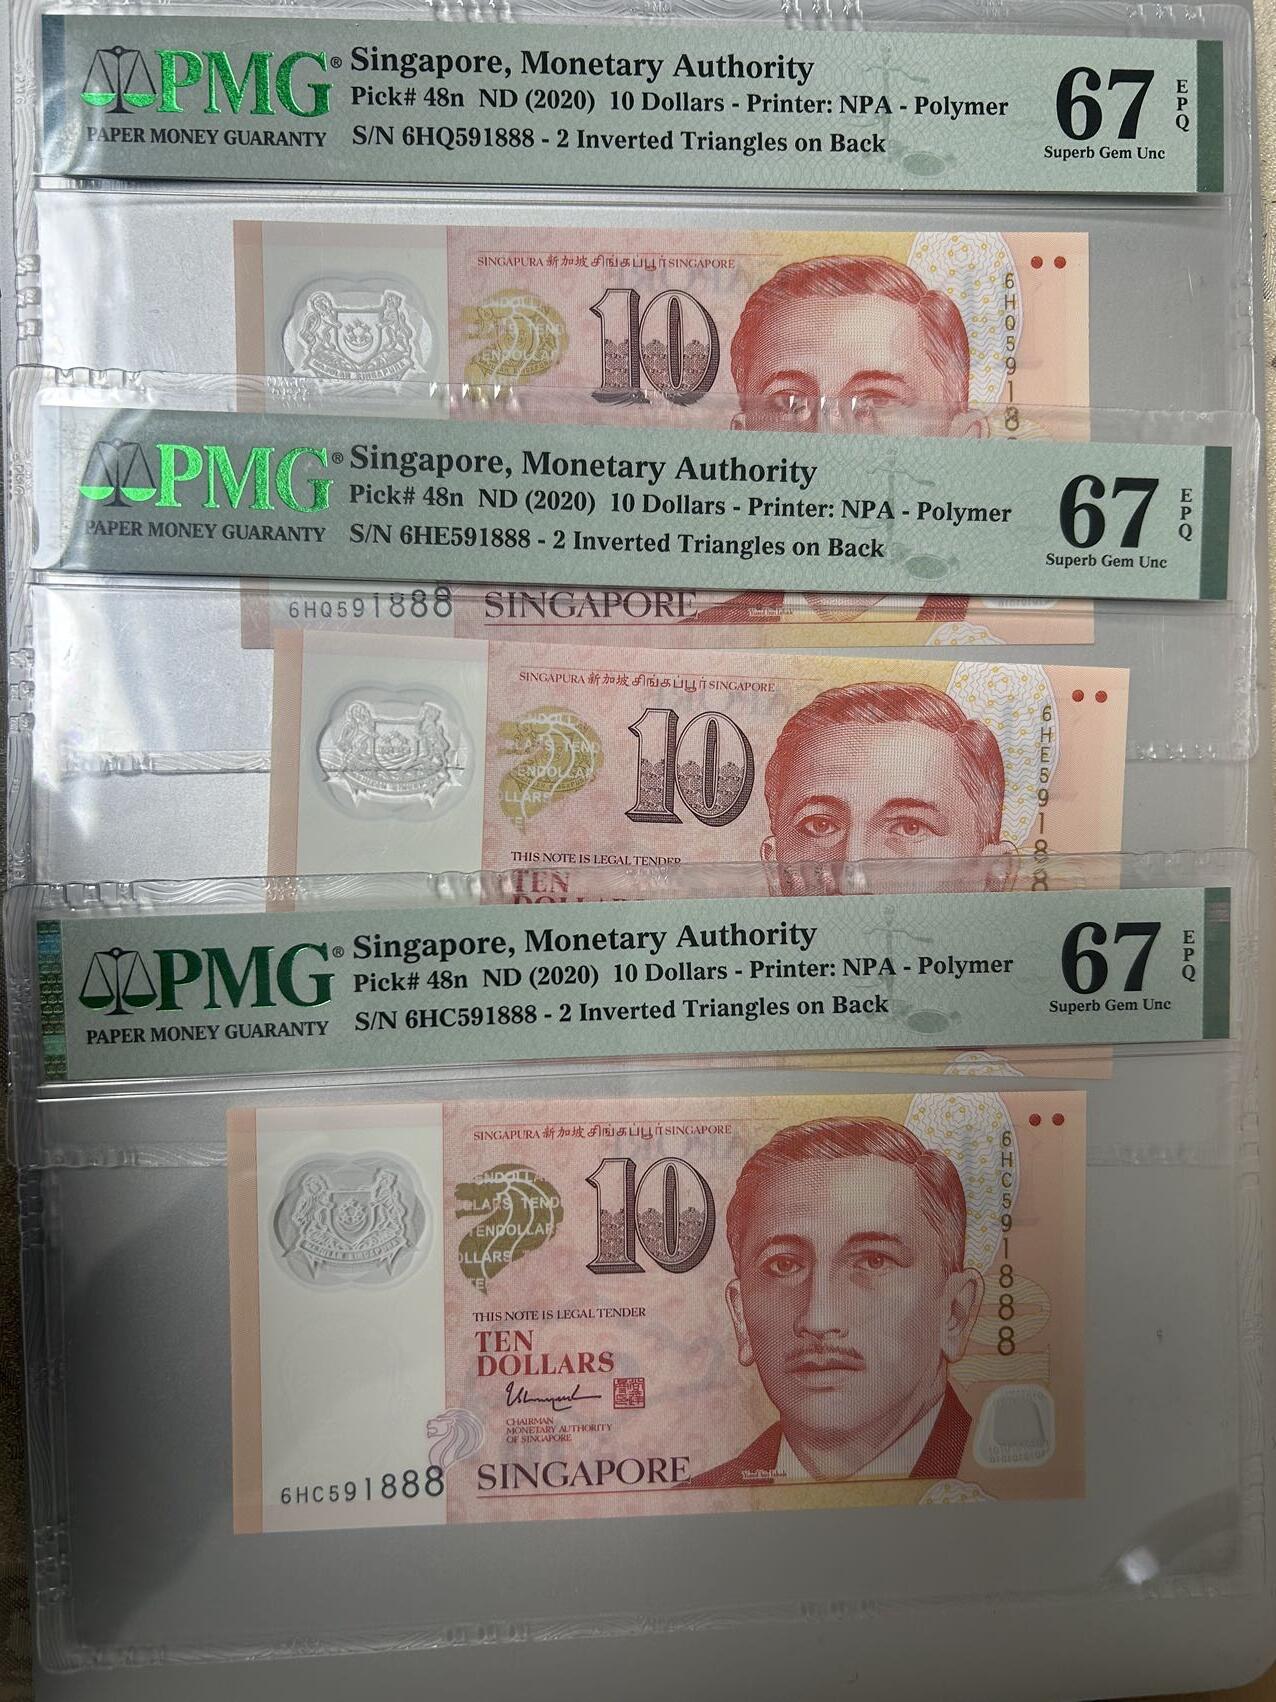 PMG®
PAPER MONEY GUARANTY
Singapore, Monetary Authority
Pick# 48n ND (2020) 10 Dollars - Printer: NPA - Polymer
S/N 6HQ591888 - 2 Inverted Triangles on Back
67
EPQ
Superb Gem Unc
SINGAPURA 新加坡 சிங்கப்பூர் SINGAPORE
10
6HQ5918
PMG®
PAPER MONEY GUARANTY
Singapore, Monetary Authority
Pick# 48n ND (2020) 10 Dollars - Printer: NPA - Polymer
S/N 6HE591888 - 2 Inverted Triangles on Back
67
EPQ
Superb Gem Unc
6HQ591888
SINGAPORE
SINGAPURA 新加坡 சிங்கப்பூர் SINGAPORE
10
6HE59188
THIS NOTE IS LEGAL TENDER
TEN
DOLLARS
PMG®
PAPER MONEY GUARANTY
Singapore, Monetary Authority
Pick# 48n ND (2020) 10 Dollars - Printer: NPA - Polymer
S/N 6HC591888 - 2 Inverted Triangles on Back
67
EPQ
Superb Gem Unc
SINGAPURA 新加坡 சிங்கப்பூர் SINGAPORE
10
6HC591888
THIS NOTE IS LEGAL TENDER
TEN
DOLLARS
CHAIRMAN
MONETARY AUTHORITY
OF SINGAPORE
SINGAPORE
6HC591888